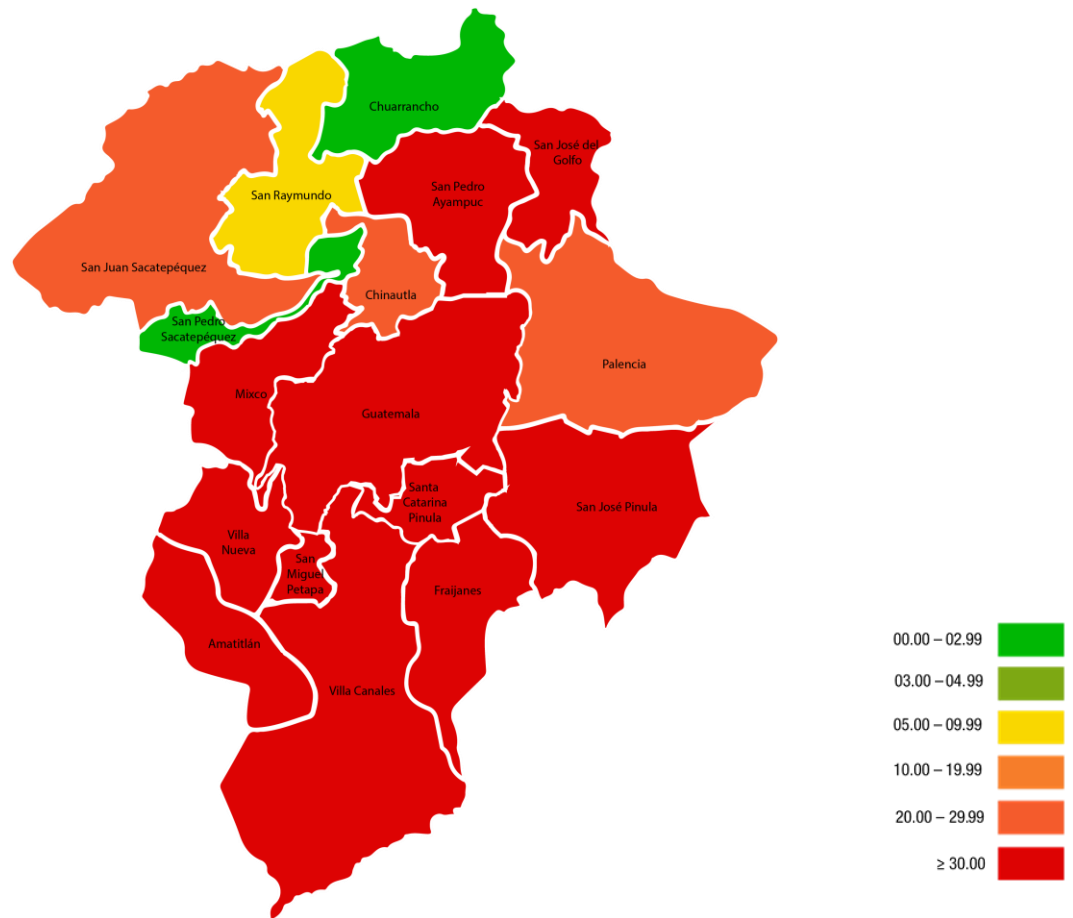 Chuarrancho
San José del
Golfo
San Pedro
Ayampuc
San Raymundo
San Juan Sacatepéquez
Chinautla
San Pedro
Sacatepéquez
Palencia
Mixco
Guatemala
Santa
Catarina
Pinula
San José Pinula
Villa
Nueva
San
Miguel
Petapa
Fraijanes
Amatitlán
Villa Canales
00.00 – 02.99
03.00 – 04.99
05.00 – 09.99
10.00 – 19.99
20.00 – 29.99
≥ 30.00